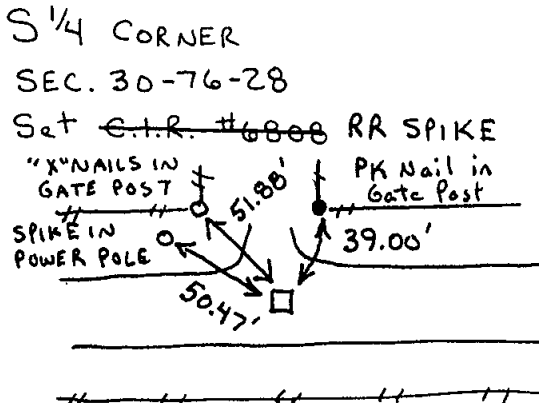 S 1/4 CORNER
SEC. 30-76-28
Set C.I.R. #6808 RR SPIKE
"X" NAILS IN
GATE POST
51.88'
PK Nail in
Gate Post
SPIKE IN
POWER POLE
39.00'
50.47'